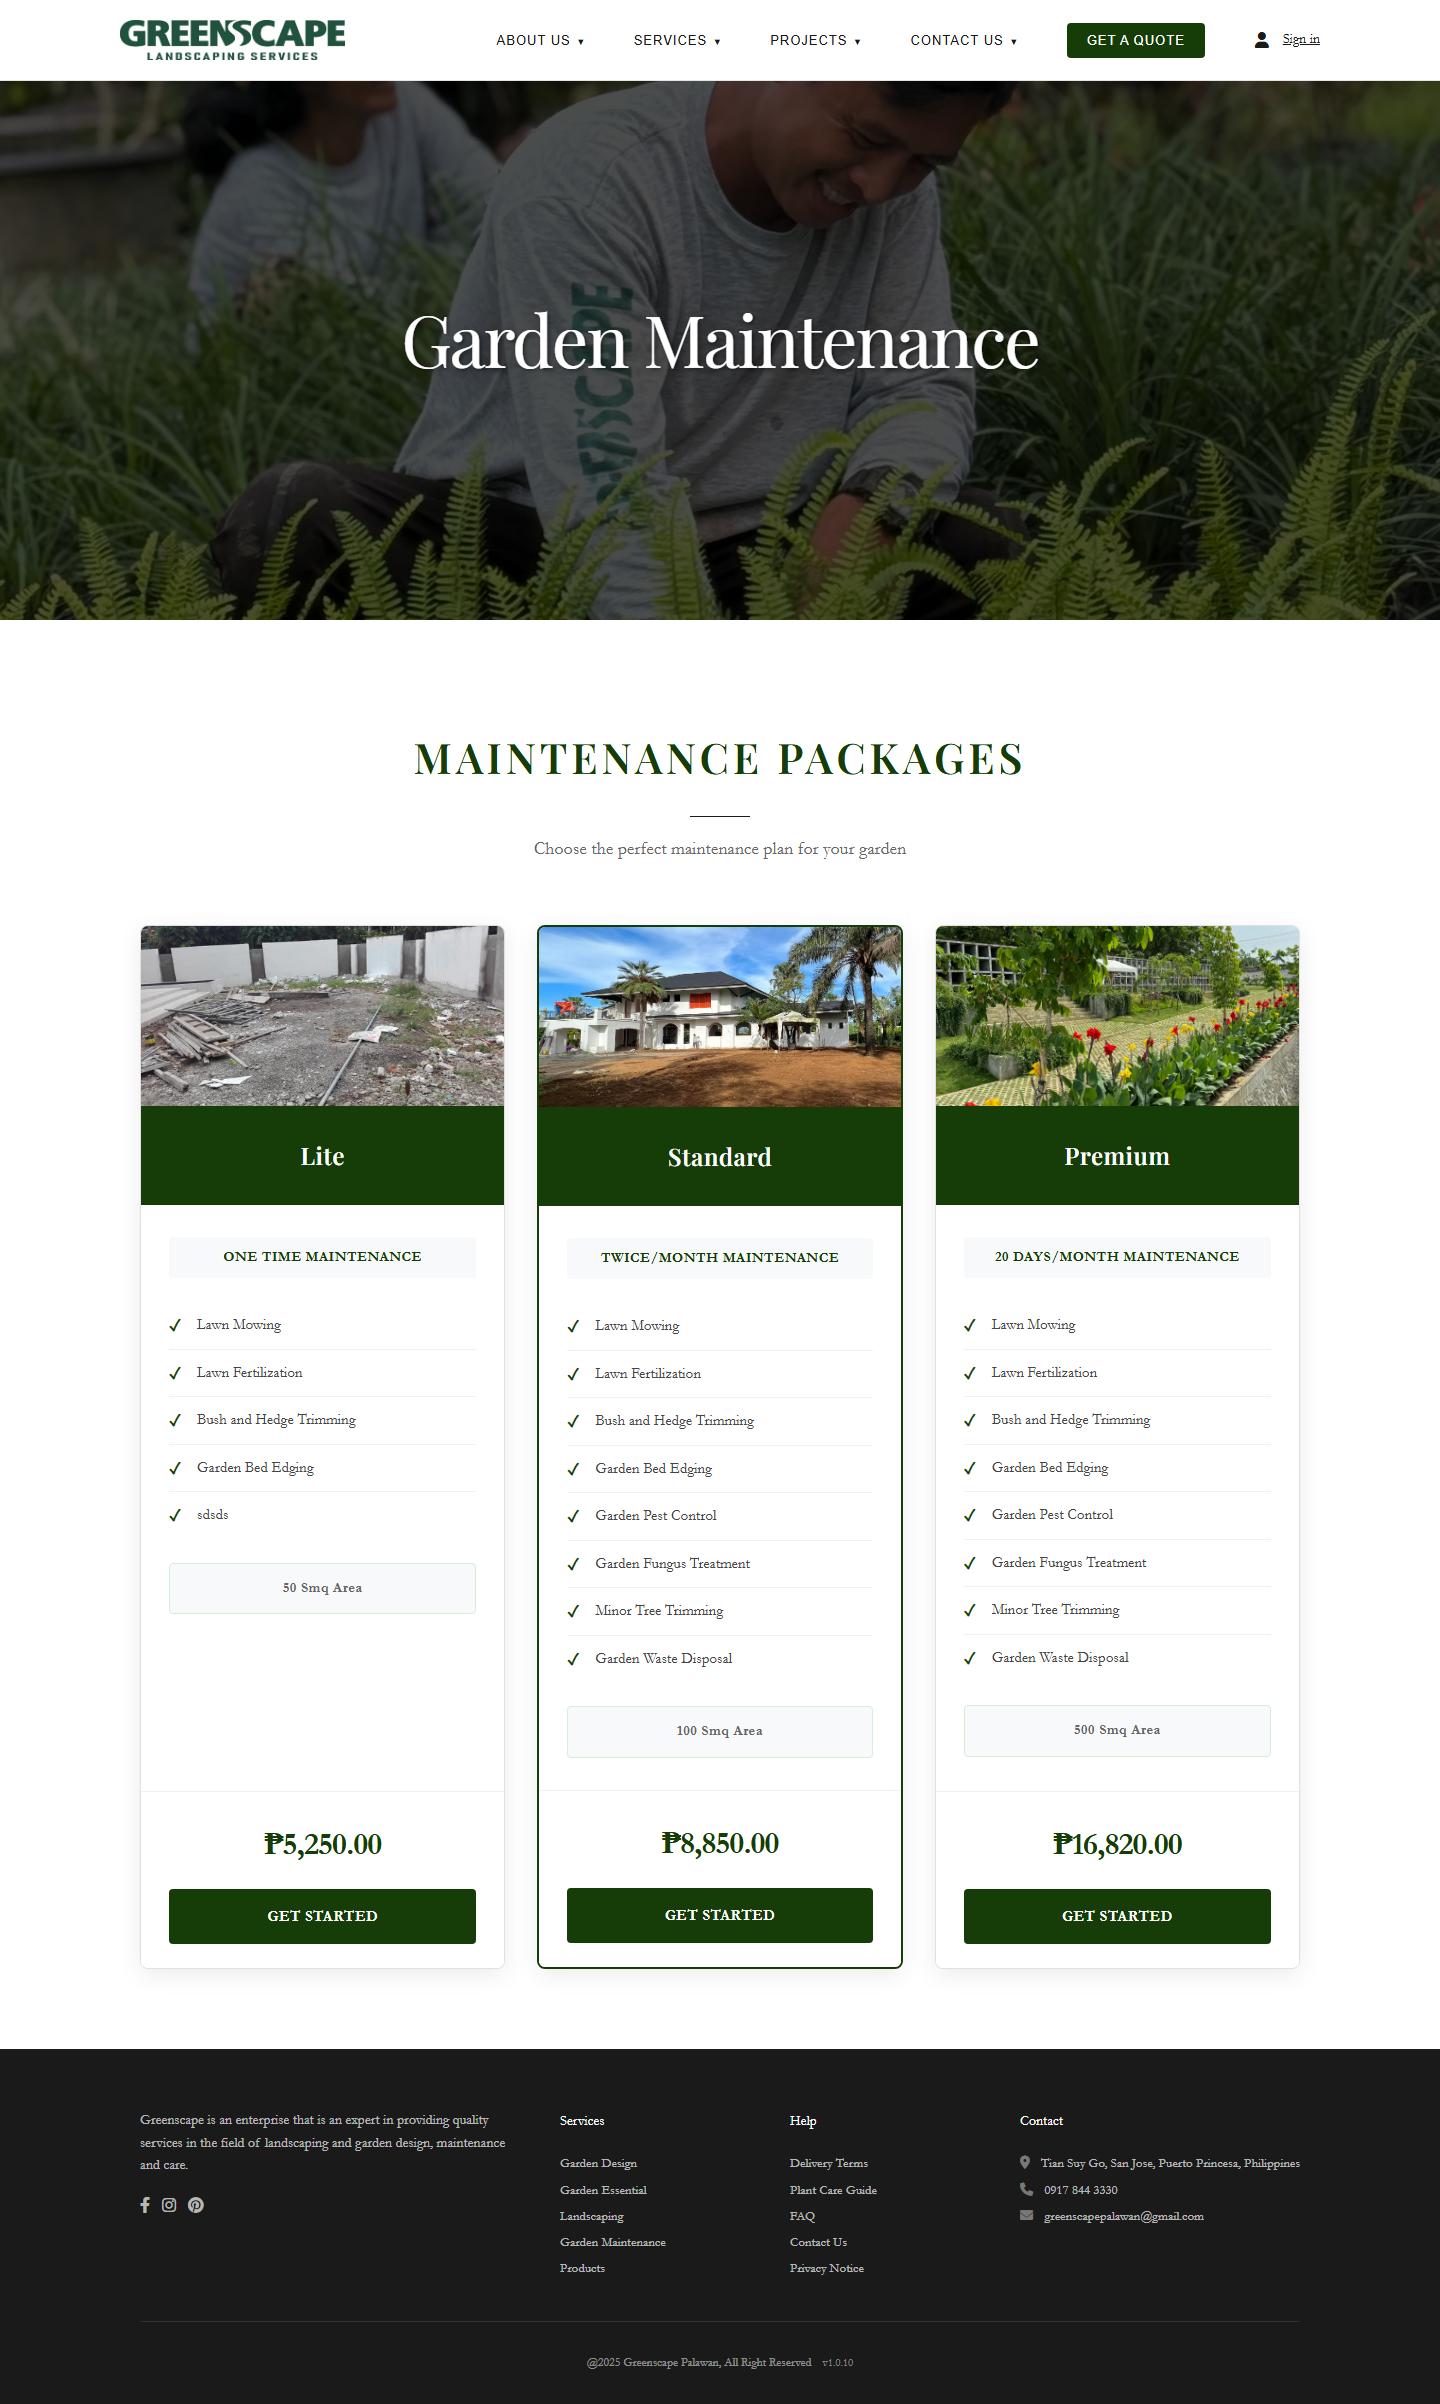 GREENSCAPE
LANDSCAPING SERVICES
ABOUT US ▾ SERVICES ▾ PROJECTS ▾ CONTACT US ▾ GET A QUOTE Sign in
GREENSCAPE
Garden Maintenance
MAINTENANCE PACKAGES
Choose the perfect maintenance plan for your garden
Lite
ONE TIME MAINTENANCE
✓ Lawn Mowing
✓ Lawn Fertilization
✓ Bush and Hedge Trimming
✓ Garden Bed Edging
✓ sdsds
50 Smq Area
₱5,250.00
GET STARTED
Standard
TWICE/MONTH MAINTENANCE
✓ Lawn Mowing
✓ Lawn Fertilization
✓ Bush and Hedge Trimming
✓ Garden Bed Edging
✓ Garden Pest Control
✓ Garden Fungus Treatment
✓ Minor Tree Trimming
✓ Garden Waste Disposal
100 Smq Area
₱8,850.00
GET STARTED
Premium
20 DAYS/MONTH MAINTENANCE
✓ Lawn Mowing
✓ Lawn Fertilization
✓ Bush and Hedge Trimming
✓ Garden Bed Edging
✓ Garden Pest Control
✓ Garden Fungus Treatment
✓ Minor Tree Trimming
✓ Garden Waste Disposal
500 Smq Area
₱16,820.00
GET STARTED
Greenscape is an enterprise that is an expert in providing quality
services in the field of landscaping and garden design, maintenance
and care.
Services
Garden Design
Garden Essential
Landscaping
Garden Maintenance
Products
Help
Delivery Terms
Plant Care Guide
FAQ
Contact Us
Privacy Notice
Contact
Tian Suy Go, San Jose, Puerto Princesa, Philippines
0917 844 3330
greenscapepalawan@gmail.com
@2025 Greenscape Palawan, All Right Reserved v1.0.10